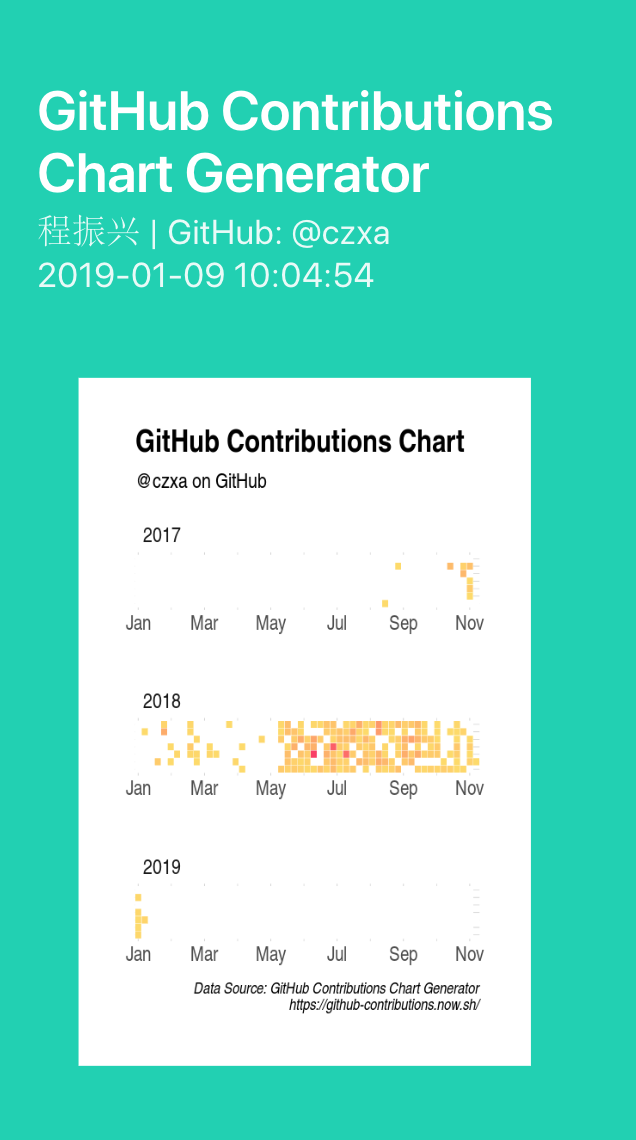 GitHub Contributions
Chart Generator
程振兴 | GitHub: @czxa
2019-01-09 10:04:54
GitHub Contributions Chart
@czxa on GitHub
2017
Jan Mar May Jul Sep Nov
2018
Jan Mar May Jul Sep Nov
2019
Jan Mar May Jul Sep Nov
Data Source: GitHub Contributions Chart Generator
https://github-contributions.now.sh/